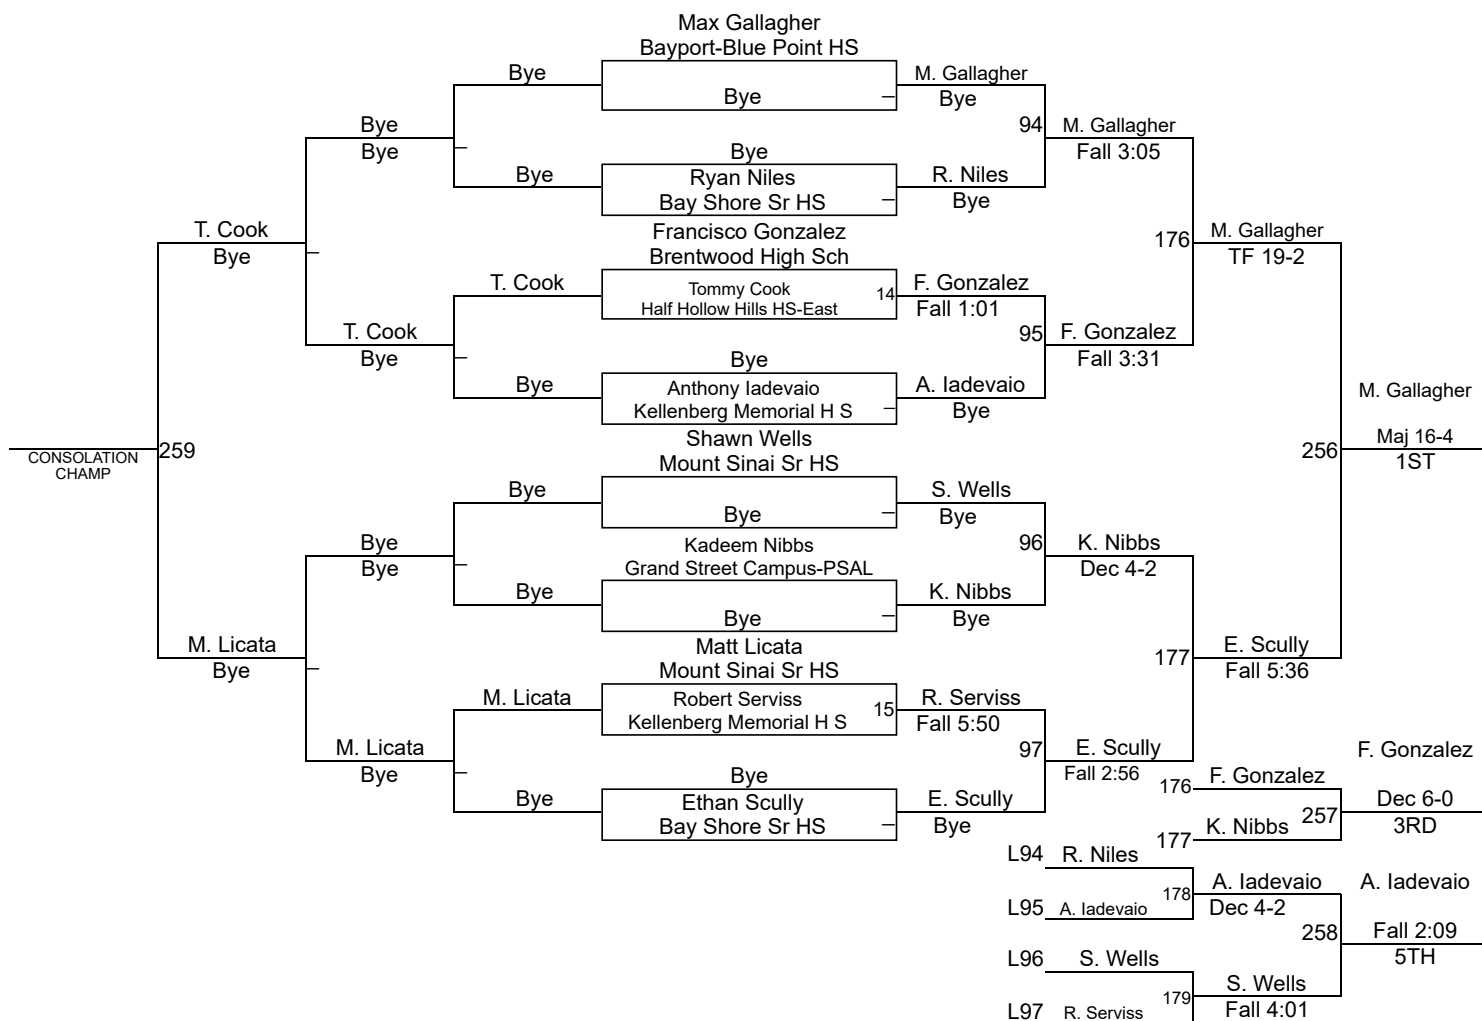 Max Gallagher
Bayport-Blue Point HS
Bye
Bye
M. Gallagher
Bye
Bye
Bye
94
M. Gallagher
Fall 3:05
Bye
Bye
Ryan Niles
Bay Shore Sr HS
R. Niles
Bye
T. Cook
Bye
Francisco Gonzalez
Brentwood High Sch
176
M. Gallagher
TF 19-2
T. Cook
Tommy Cook
Half Hollow Hills HS-East
14
F. Gonzalez
Fall 1:01
T. Cook
Bye
95
F. Gonzalez
Fall 3:31
Bye
Bye
Anthony Iadevaio
Kellenberg Memorial H S
A. Iadevaio
Bye
M. Gallagher
CONSOLATION
CHAMP
259
Shawn Wells
Mount Sinai Sr HS
256
Maj 16-4
1ST
Bye
Bye
S. Wells
Bye
Bye
Bye
Kadeem Nibbs
Grand Street Campus-PSAL
96
K. Nibbs
Dec 4-2
Bye
Bye
K. Nibbs
Bye
M. Licata
Bye
Matt Licata
Mount Sinai Sr HS
177
E. Scully
Fall 5:36
M. Licata
Robert Serviss
Kellenberg Memorial H S
15
R. Serviss
Fall 5:50
M. Licata
Bye
97
E. Scully
Fall 2:56
Bye
Bye
Ethan Scully
Bay Shore Sr HS
E. Scully
Bye
176
F. Gonzalez
F. Gonzalez
257
Dec 6-0
3RD
177
K. Nibbs
L94
R. Niles
178
A. Iadevaio
Dec 4-2
A. Iadevaio
L95
A. Iadevaio
258
Fall 2:09
5TH
L96
S. Wells
179
S. Wells
Fall 4:01
L97
R. Serviss